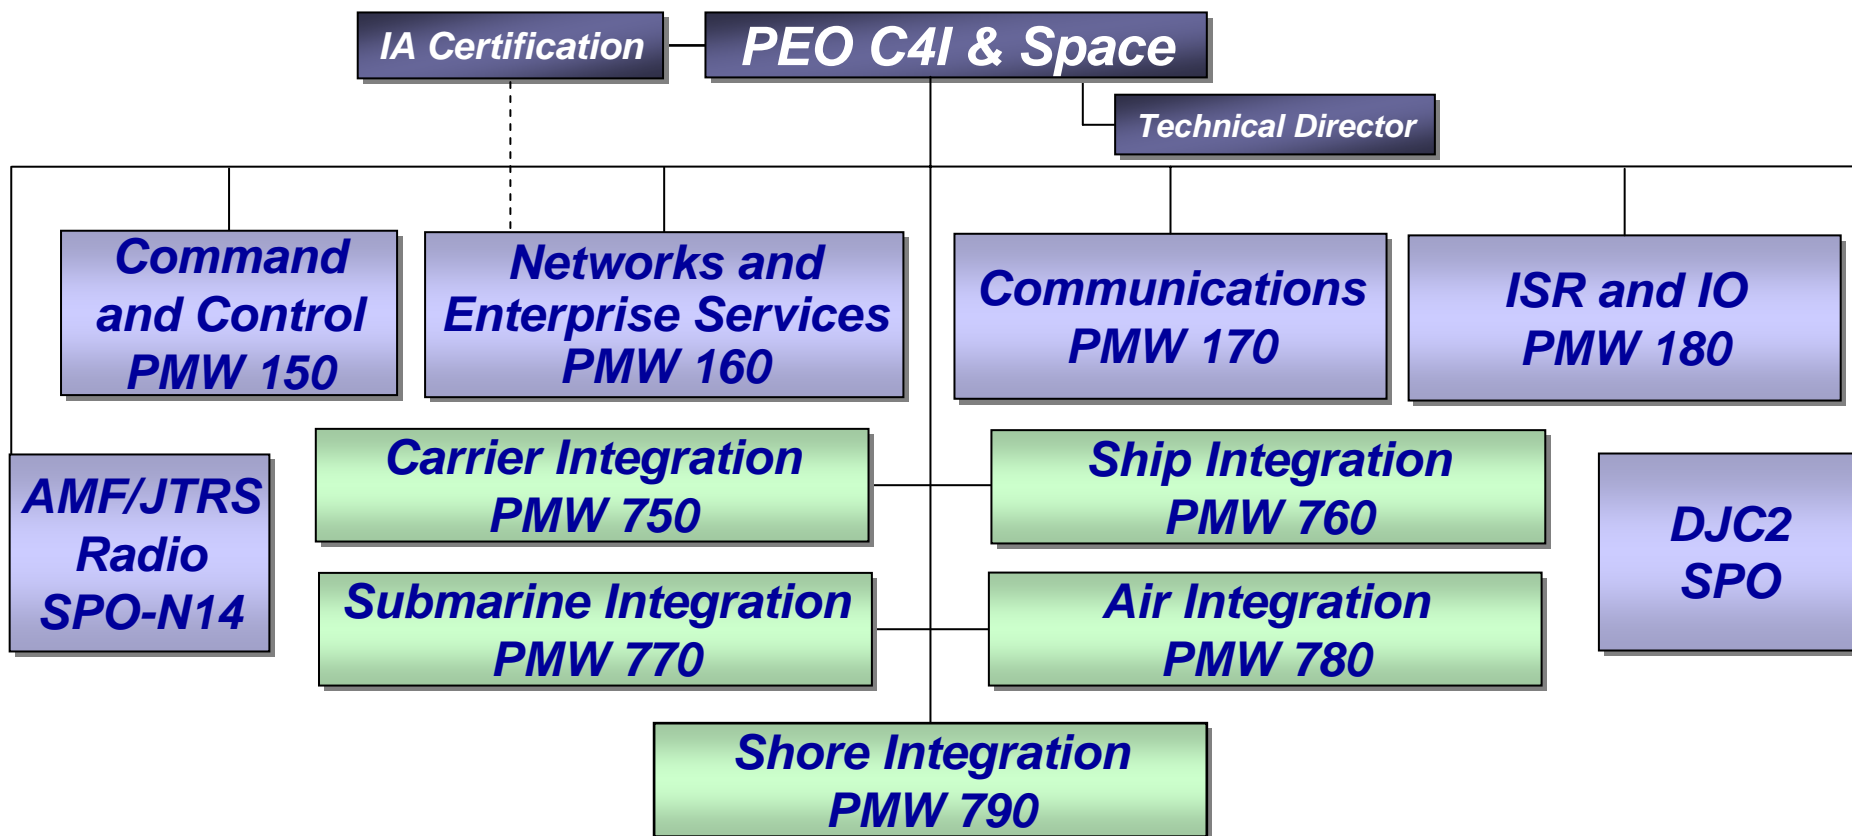 IA Certification
PEO C4I & Space
Technical Director
Command
and Control
PMW 150
Networks and
Enterprise Services
PMW 160
Communications
PMW 170
ISR and IO
PMW 180
AMF/JTRS
Radio
SPO-N14
Carrier Integration
PMW 750
Ship Integration
PMW 760
DJC2
SPO
Submarine Integration
PMW 770
Air Integration
PMW 780
Shore Integration
PMW 790